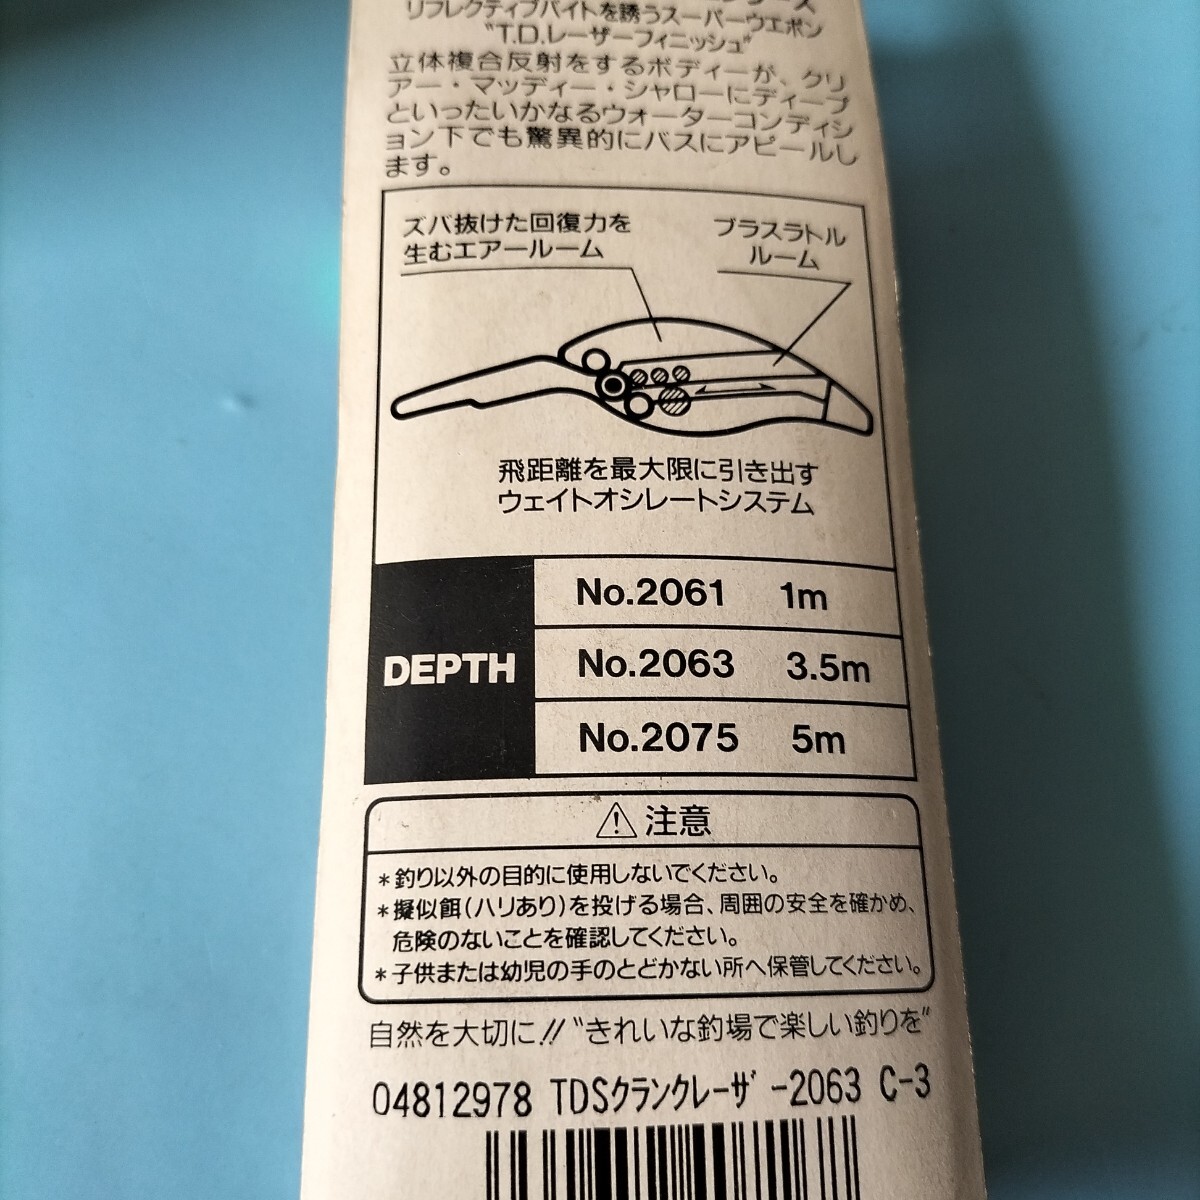 リフレクティブバイトを誘うスーパーウエポン
"T.D.レーザーフィニッシュ"
立体複合反射をするボディーが、クリ
アー・マッディー・シャローにディープ
といったいかなるウォーターコンディシ
ョン下でも驚異的にバスにアピールし
ます。
ズバ抜けた回復力を
生むエアールーム
ブラスラトル
ルーム
飛距離を最大限に引き出す
ウェイトオシレートシステム
DEPTH
No.2061 1m
No.2063 3.5m
No.2075 5m
注意
*釣り以外の目的に使用しないでください。
*擬似餌(ハリあり)を投げる場合、周囲の安全を確かめ、
危険のないことを確認してください。
*子供または幼児の手のとどかない所へ保管してください。
自然を大切に!!"きれいな釣場で楽しい釣りを"
04812978 TDSクランクレーザ゛-2063 C-3